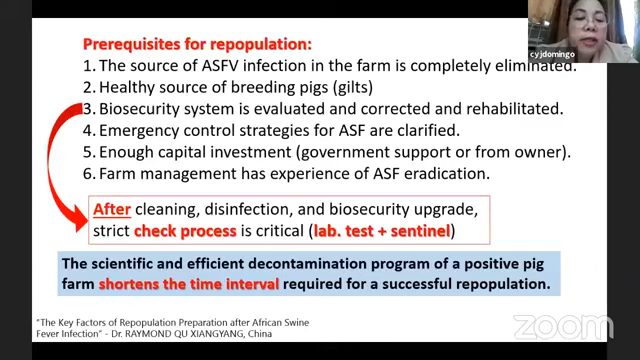 cyjdomingo
Prerequisites for repopulation:
1. The source of ASFV infection in the farm is completely eliminated.
2. Healthy source of breeding pigs (gilts)
3. Biosecurity system is evaluated and corrected and rehabilitated.
4. Emergency control strategies for ASF are clarified.
5. Enough capital investment (government support or from owner).
6. Farm management has experience of ASF eradication.
After cleaning, disinfection, and biosecurity upgrade,
strict check process is critical (lab. test + sentinel)
The scientific and efficient decontamination program of a positive pig
farm shortens the time interval required for a successful repopulation.
"The Key Factors of Repopulation Preparation after African Swine
Fever Infection" - Dr. RAYMOND QU XIANGYANG, China
zoom